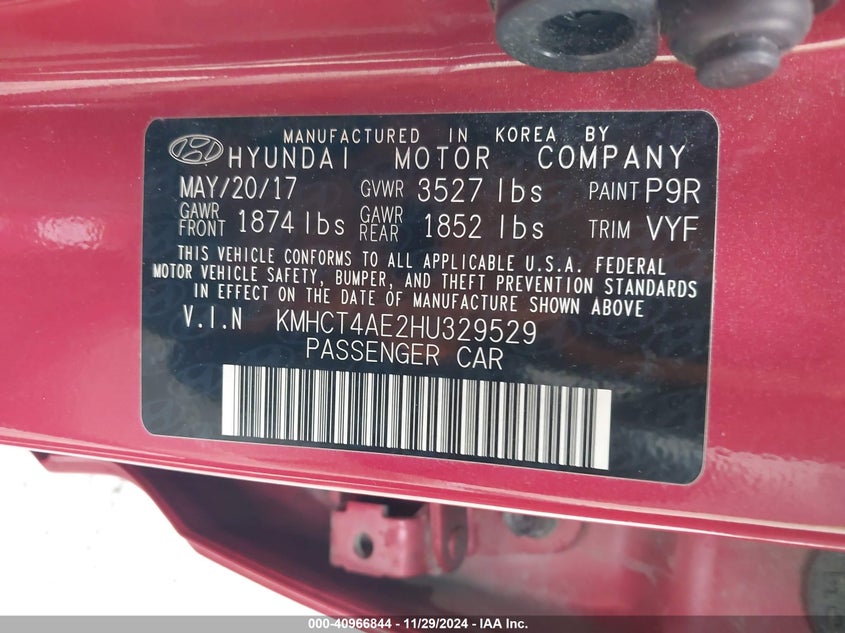 MANUFACTURED IN KOREA BY
HYUNDAI MOTOR COMPANY
MAY/20/17 GVWR 3527 lbs PAINT P9R
GAWR FRONT 1874 lbs GAWR REAR 1852 lbs TRIM VYF
THIS VEHICLE CONFORMS TO ALL APPLICABLE U.S.A. FEDERAL
MOTOR VEHICLE SAFETY, BUMPER, AND THEFT PREVENTION STANDARDS
IN EFFECT ON THE DATE OF MANUFACTURE SHOWN ABOVE
V.I.N KMHCT4AE2HU329529
PASSENGER CAR
000-40966844 - 11/29/2024 - IAA Inc.